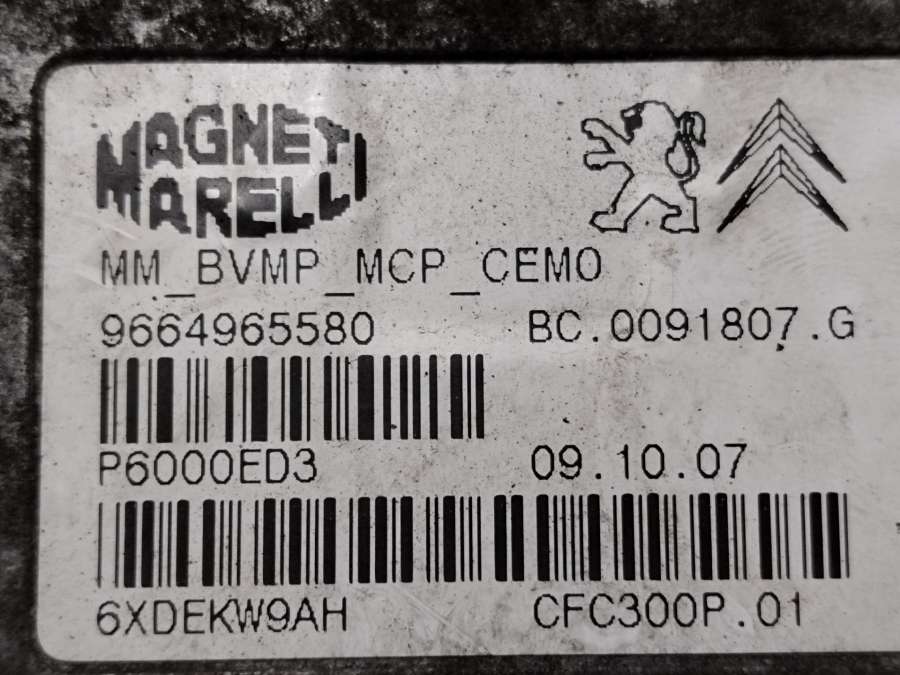 MAGNETI
MARELLI
MM_BVMP_MCP_CEMO
9664965580 BC.0091807.G
P6000ED3 09.10.07
6XDEKW9AH CFC300P.01